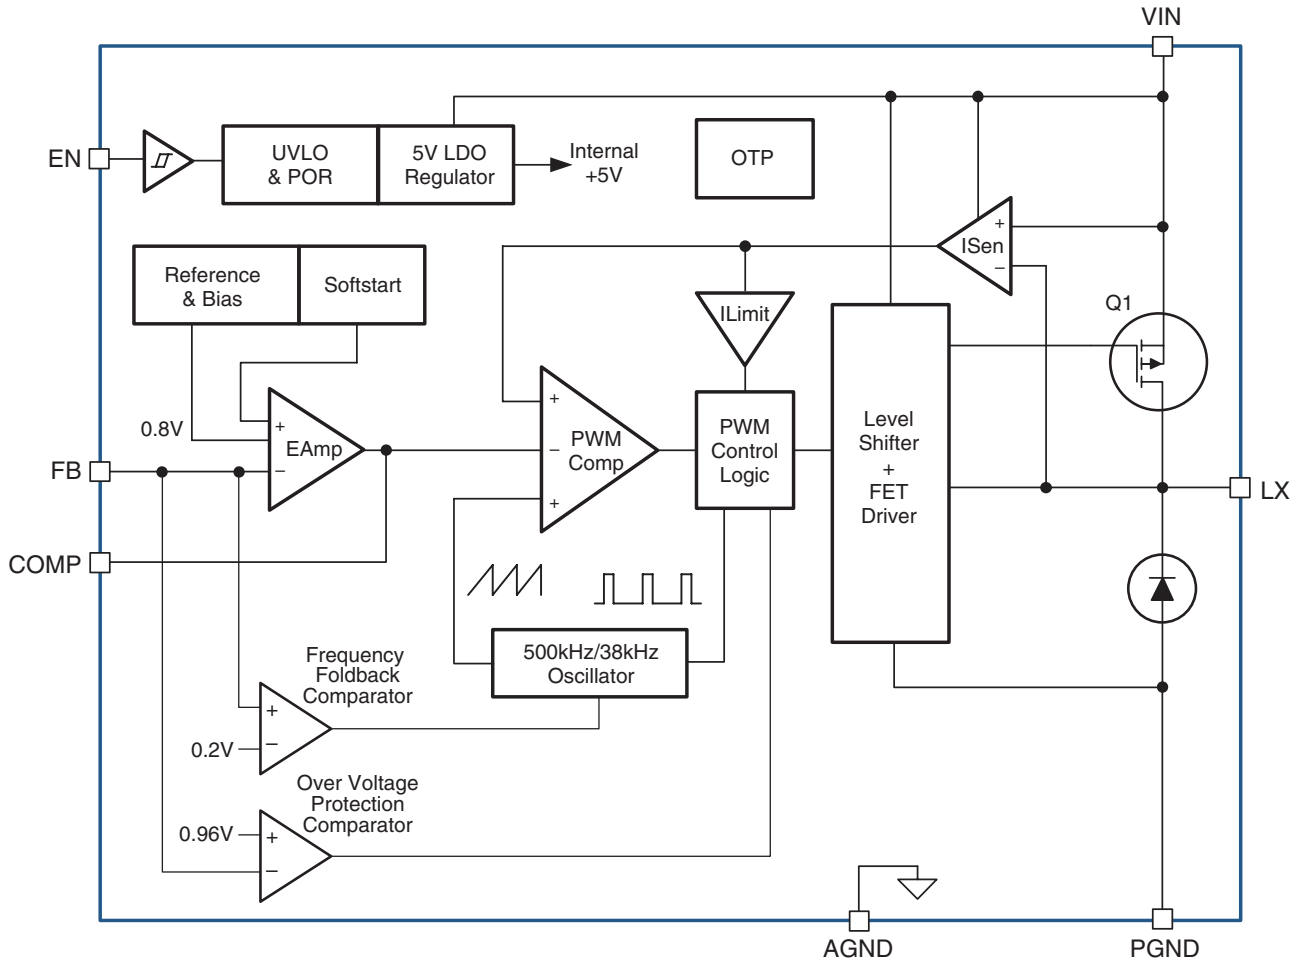 VIN
EN
UVLO
& POR
5V LDO
Regulator
Internal
+5V
OTP
+
ISen
−
Reference
& Bias
Softstart
ILimit
Q1
0.8V
+
EAmp
−
+
−
PWM
Comp
+
PWM
Control
Logic
Level
Shifter
+
FET
Driver
FB
LX
COMP
500kHz/38kHz
Oscillator
Frequency
Foldback
Comparator
+
0.2V
−
Over Voltage
Protection
Comparator
0.96V
+
−
AGND
PGND